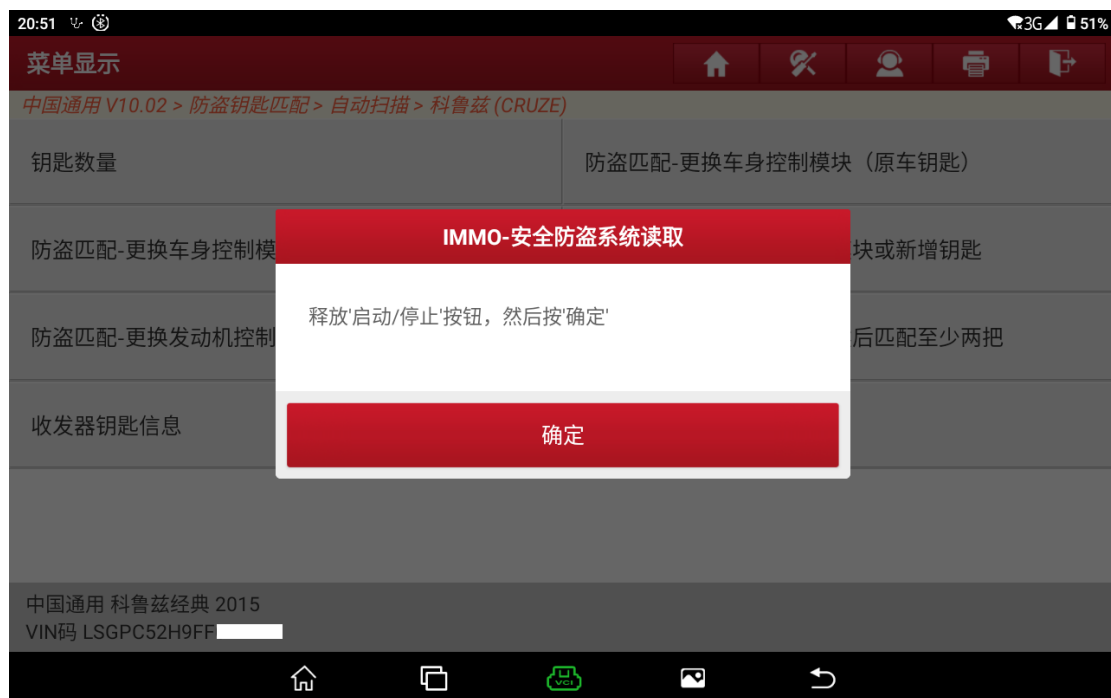 20:51
3G 51%
菜单显示
中国通用 V10.02 > 防盗钥匙匹配 > 自动扫描 > 科鲁兹 (CRUZE)
钥匙数量
防盗匹配-更换车身控制模块（原车钥匙）
防盗匹配-更换车身控制模
块或新增钥匙
防盗匹配-更换发动机控制
后匹配至少两把
收发器钥匙信息
IMMO-安全防盗系统读取
释放'启动/停止'按钮，然后按'确定'
确定
中国通用 科鲁兹经典 2015
VIN码 LSGPC52H9FF
VCI